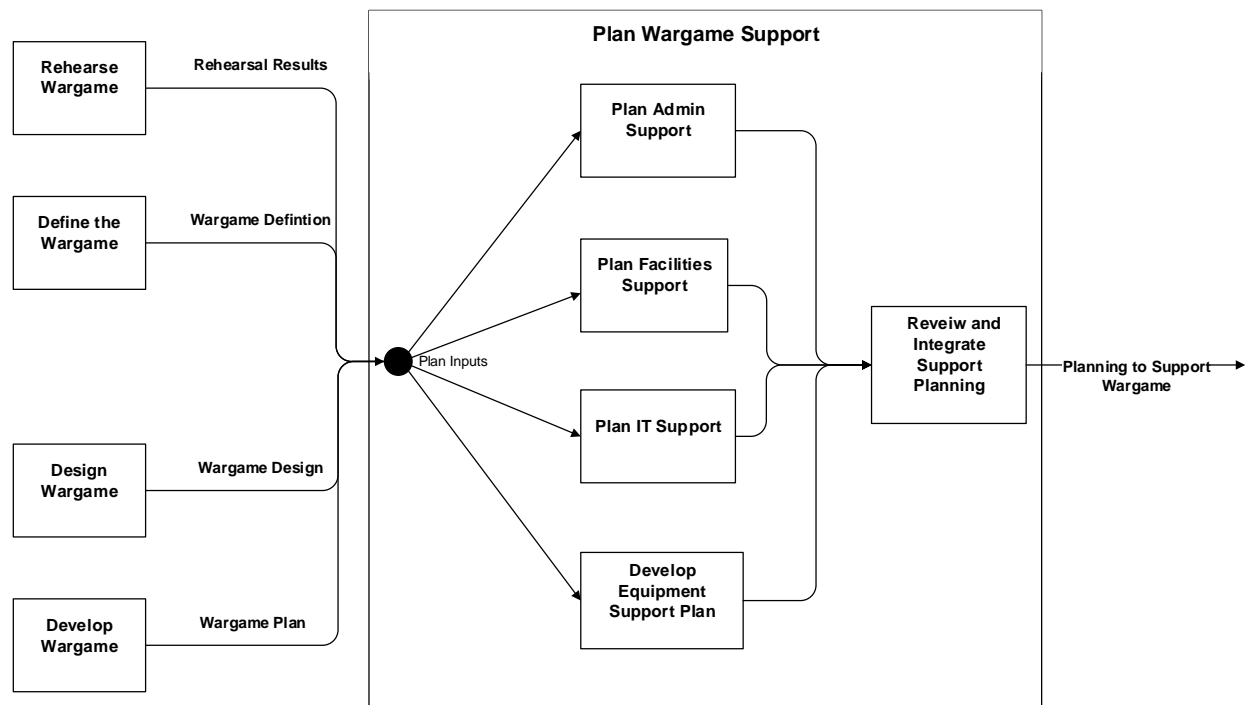 Plan Wargame Support
Rehearse
Wargame
Rehearsal Results
Define the
Wargame
Wargame Defintion
Design
Wargame
Wargame Design
Develop
Wargame
Wargame Plan
Plan Inputs
Plan Admin
Support
Plan Facilities
Support
Plan IT Support
Develop
Equipment
Support Plan
Reveiw and
Integrate
Support
Planning
Planning to Support
Wargame